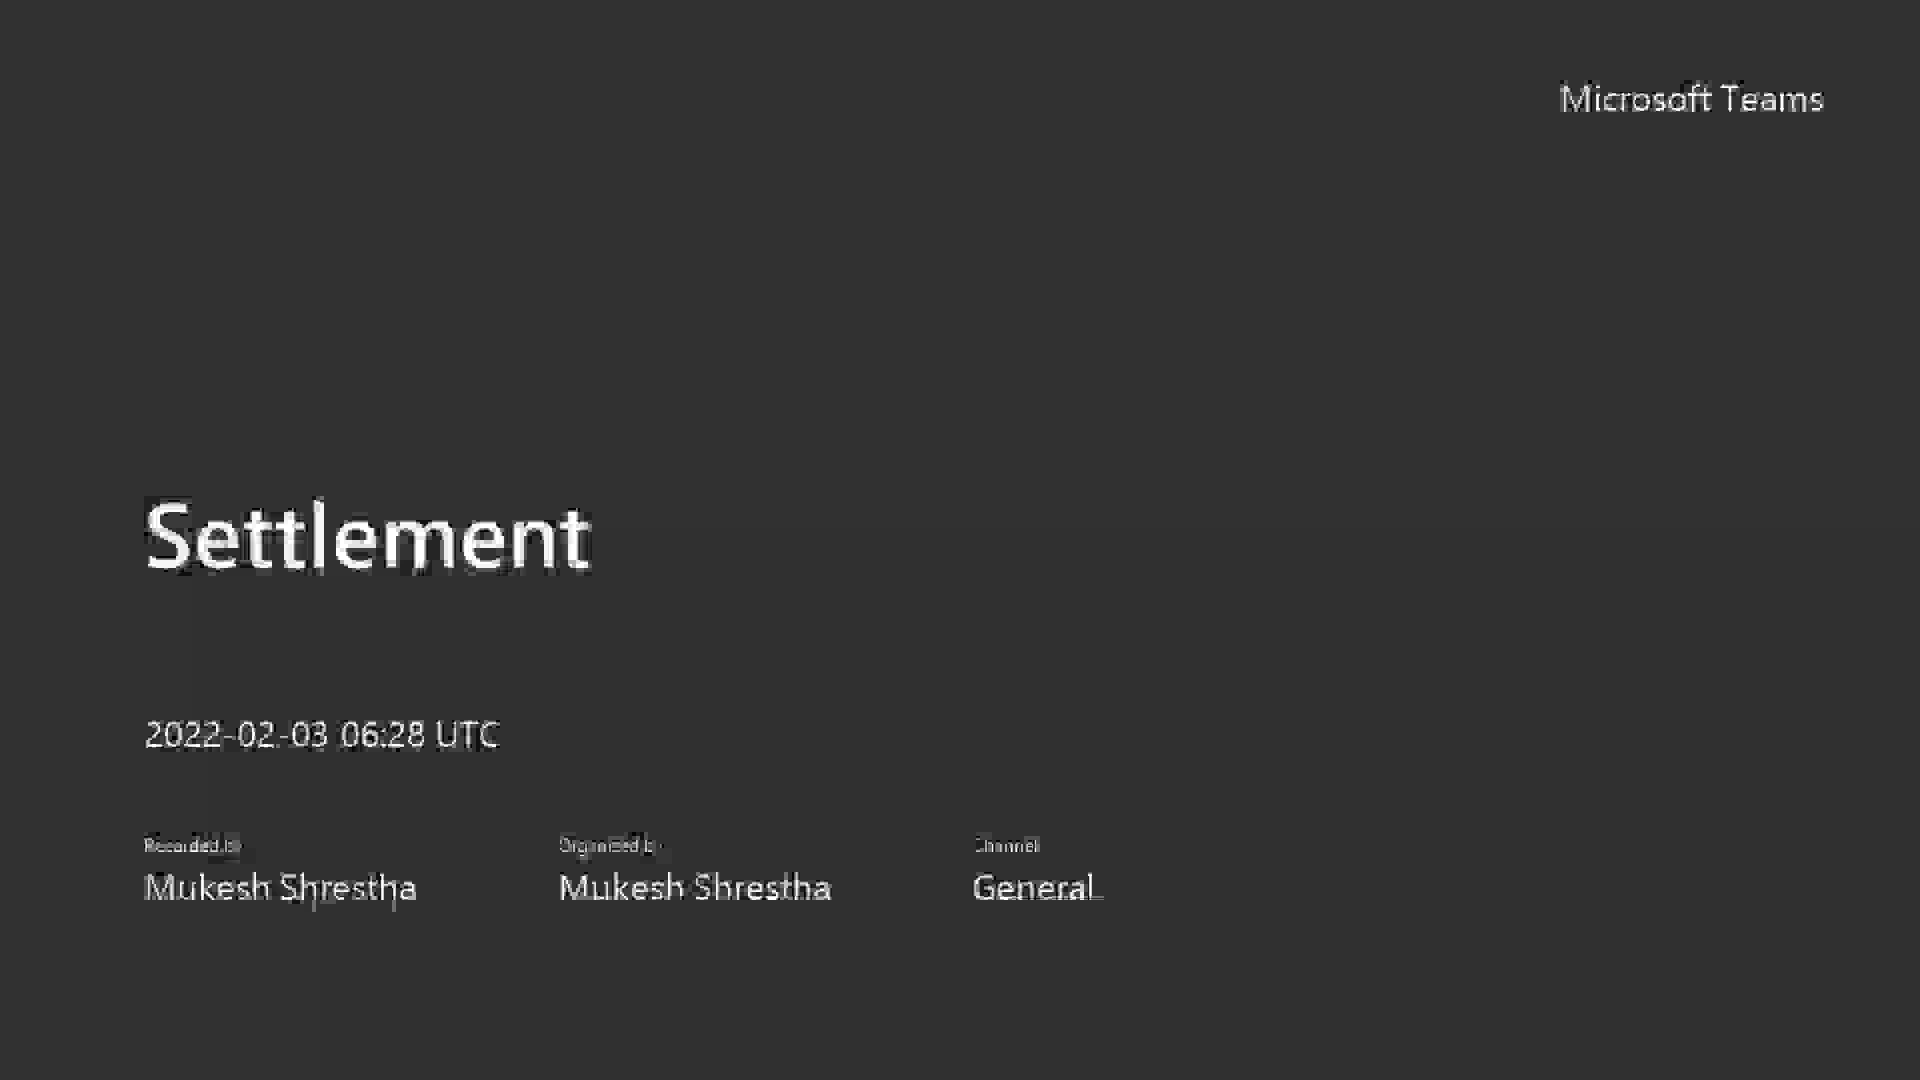 Microsoft Teams
Settlement
2022-02-03 06:28 UTC
Recorded by
Organized by
Channel
Mukesh Shrestha
Mukesh Shrestha
General